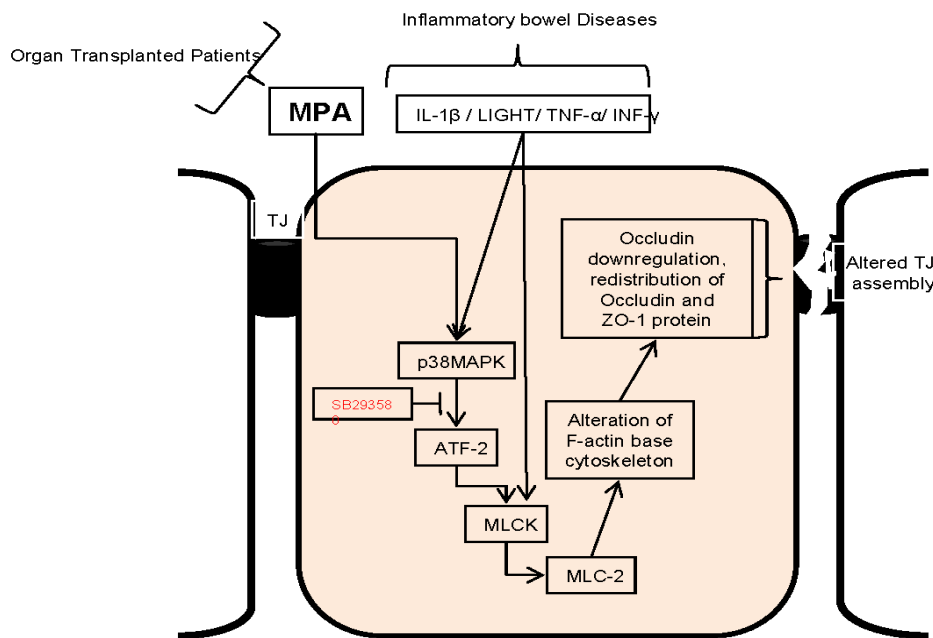 Inflammatory bowel Diseases
Organ Transplanted Patients
MPA
IL-1β / LIGHT/ TNF-α/ INF-γ
TJ
Occludin
downregulation,
redistribution of
Occludin and
ZO-1 protein
Altered TJ
assembly
p38MAPK
SB29358
0
ATF-2
Alteration of
F-actin base
cytoskeleton
MLCK
MLC-2